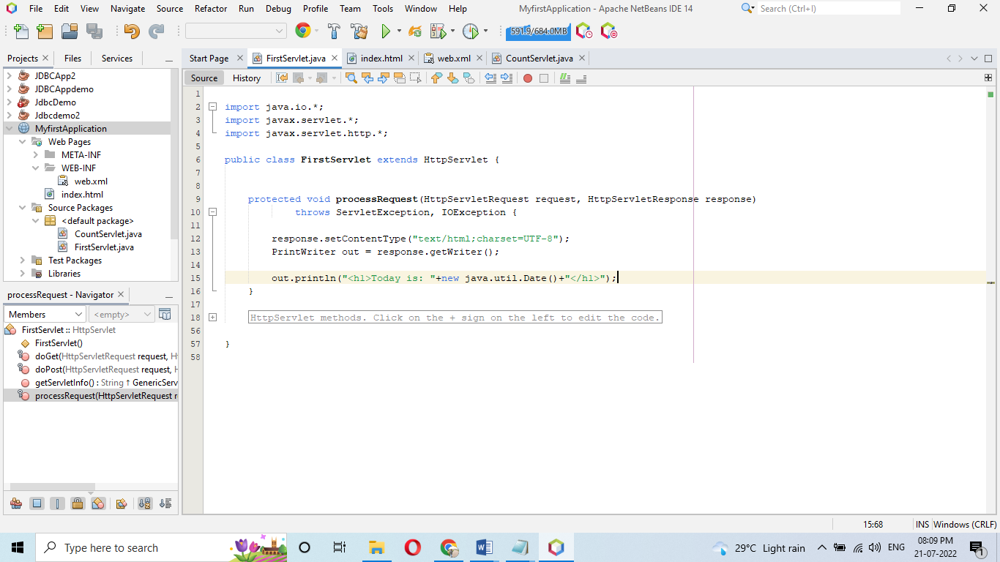 File Edit View Navigate Source Refactor Run Debug Profile Team Tools Window Help MyfirstApplication - Apache NetBeans IDE 14 Search (Ctrl+I)
591.9/684.0MB
Projects Files Services
Start Page FirstServlet.java index.html web.xml CountServlet.java
Source History
JDBCApp2
JDBCAppdemo
JdbcDemo
Jdbcdemo2
MyfirstApplication
Web Pages
META-INF
WEB-INF
web.xml
index.html
Source Packages
<default package>
CountServlet.java
FirstServlet.java
Test Packages
Libraries
processRequest - Navigator
Members <empty>
FirstServlet :: HttpServlet
FirstServlet()
doGet(HttpServletRequest request, H
doPost(HttpServletRequest request, H
getServletInfo() : String ↑ GenericServ
processRequest(HttpServletRequest r
1
2 import java.io.*;
3 import javax.servlet.*;
4 import javax.servlet.http.*;
5
6 public class FirstServlet extends HttpServlet {
7
8
9 protected void processRequest(HttpServletRequest request, HttpServletResponse response)
10 throws ServletException, IOException {
11
12 response.setContentType("text/html;charset=UTF-8");
13 PrintWriter out = response.getWriter();
14
15 out.println("<h1>Today is: "+new java.util.Date()+"</h1>");
16 }
17
18 HttpServlet methods. Click on the + sign on the left to edit the code.
56
57 }
58
15:68 INS Windows (CRLF)
Type here to search 29°C Light rain ENG 08:09 PM
21-07-2022
1